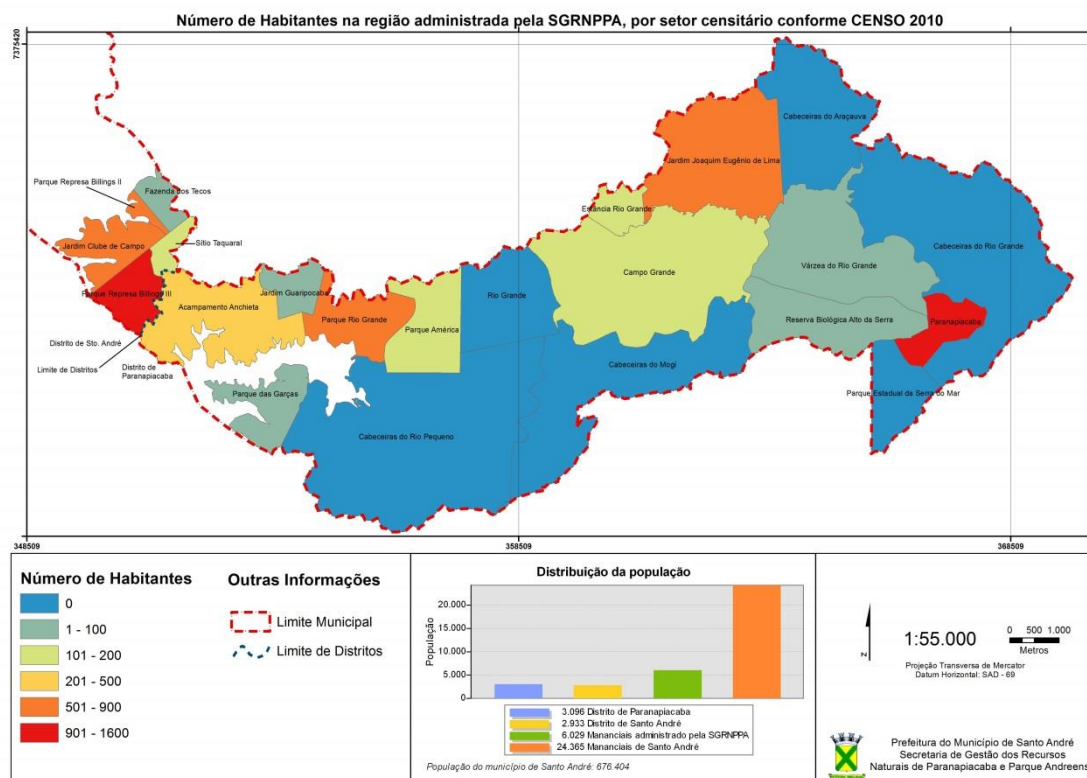 Número de Habitantes na região administrada pela SGRNPPA, por setor censitário conforme CENSO 2010
7375420
Cabeceiras do Araçauva
Jardim Joaquim Eugênio de Lima
Parque Represa Billings II
Fazenda dos Tecos
Estância Rio Grande
Sítio Taquaral
Jardim Clube de Campo
Cabeceiras do Rio Grande
Várzea do Rio Grande
Campo Grande
Rio Grande
Parque Represa Billings III
Jardim Guaripocaba
Acampamento Anchieta
Parque Rio Grande
Reserva Biológica Alto da Serra
Paranapiacaba
Parque América
Distrito de Sto. André
Limite de Distritos
Distrito de
Paranapiacaba
Cabeceiras do Mogi
Parque das Garças
Parque Estadual da Serra do Mar
Cabeceiras do Rio Pequeno
348509
358509
368509
Número de Habitantes
0
1 - 100
101 - 200
201 - 500
501 - 900
901 - 1600
Outras Informações
Limite Municipal
Limite de Distritos
Distribuição da população
População
20.000
15.000
10.000
5.000
0
3.096 Distrito de Paranapiacaba
2.933 Distrito de Santo André
6.029 Mananciais administrado pela SGRNPPA
24.365 Mananciais de Santo André
População do município de Santo André: 676.404
N
1:55.000
0 500 1.000
Metros
Projeção Transversa de Mercator
Datum Horizontal: SAD - 69
Prefeitura do Município de Santo André
Secretaria de Gestão dos Recursos
Naturais de Paranapiacaba e Parque Andreense